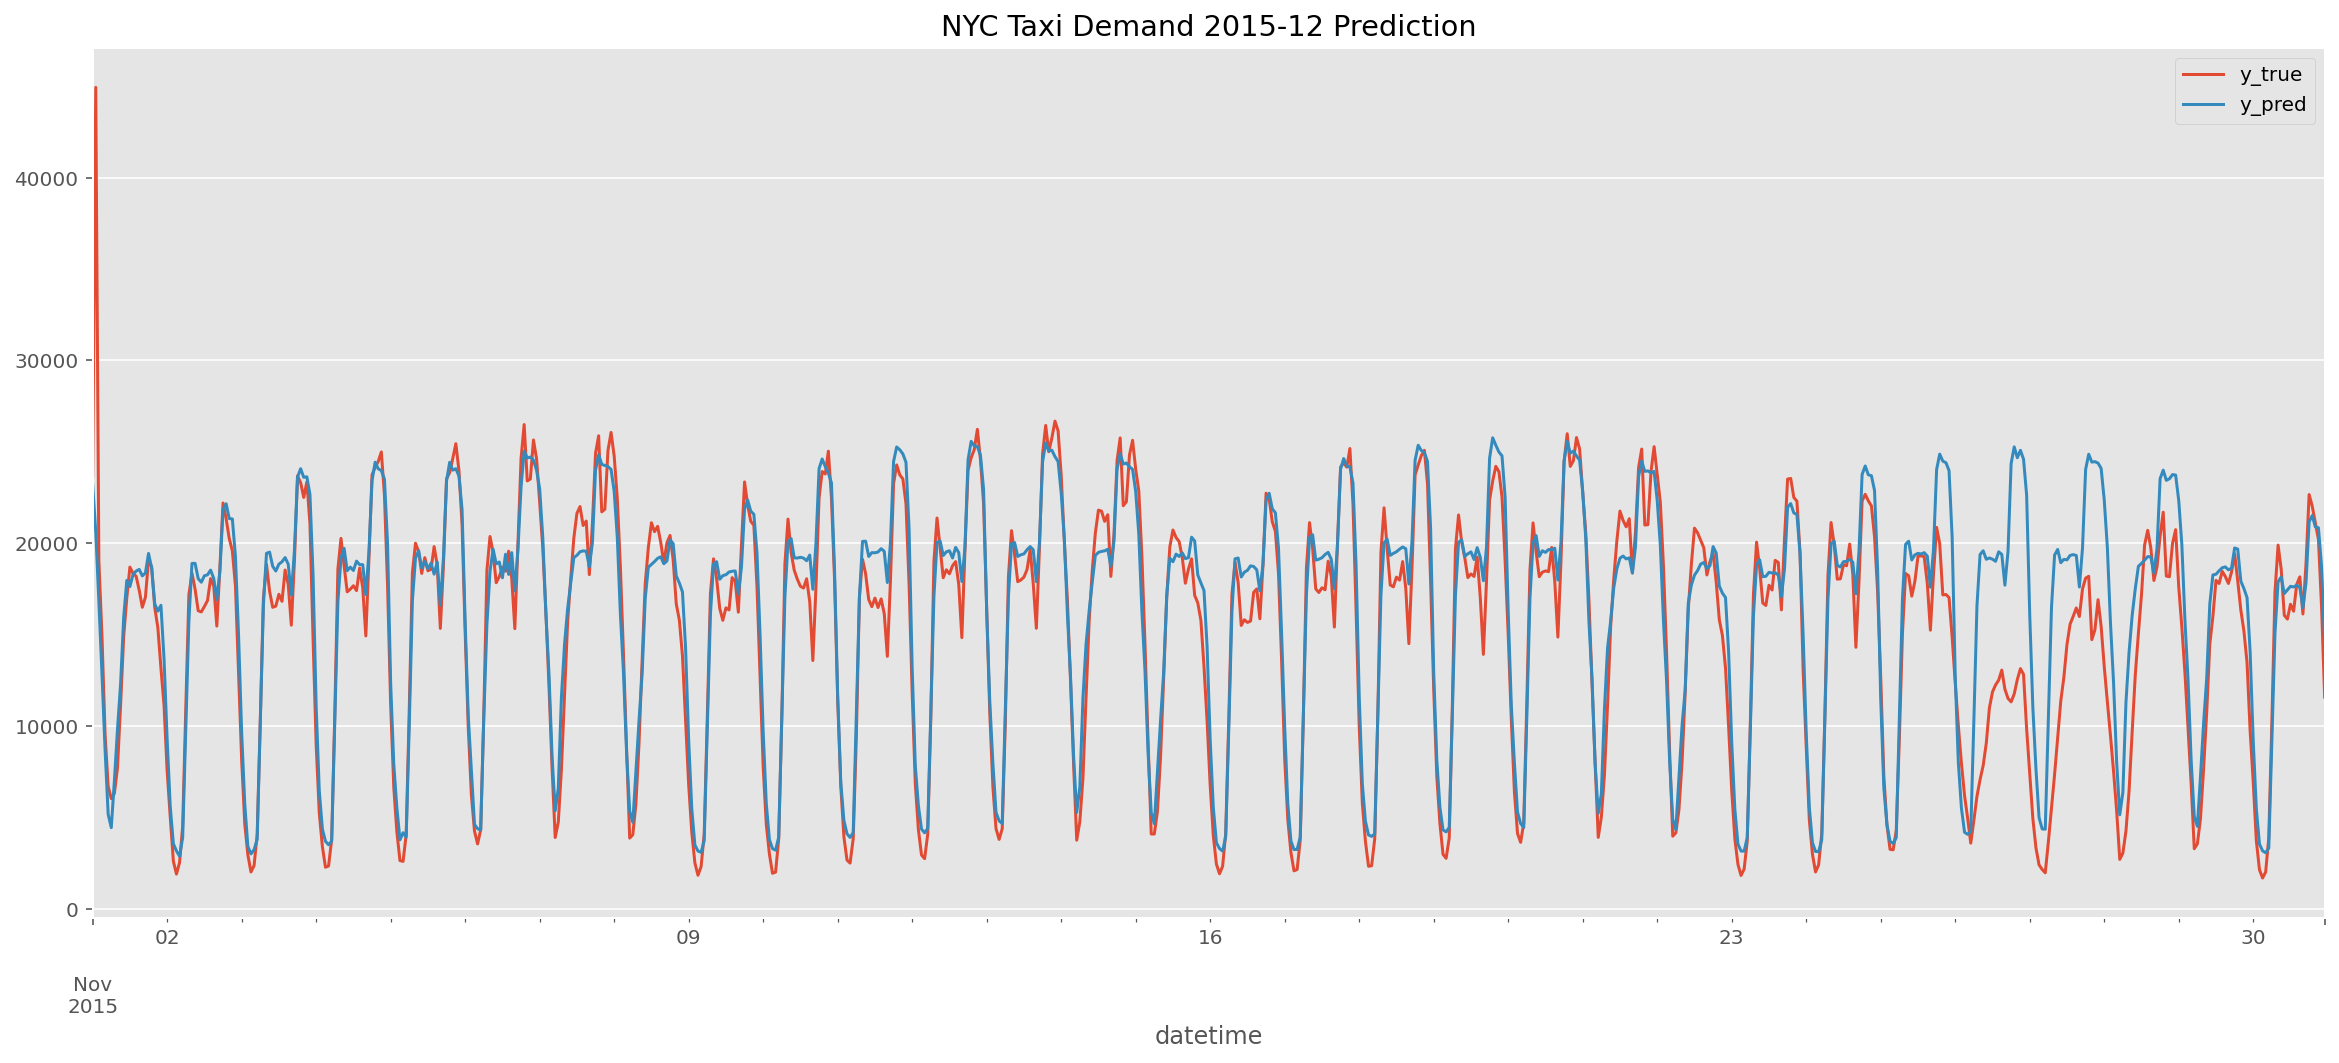 NYC Taxi Demand 2015-12 Prediction
y_true
y_pred
40000
30000
20000
10000
0
02
09
16
23
30
Nov
2015
datetime